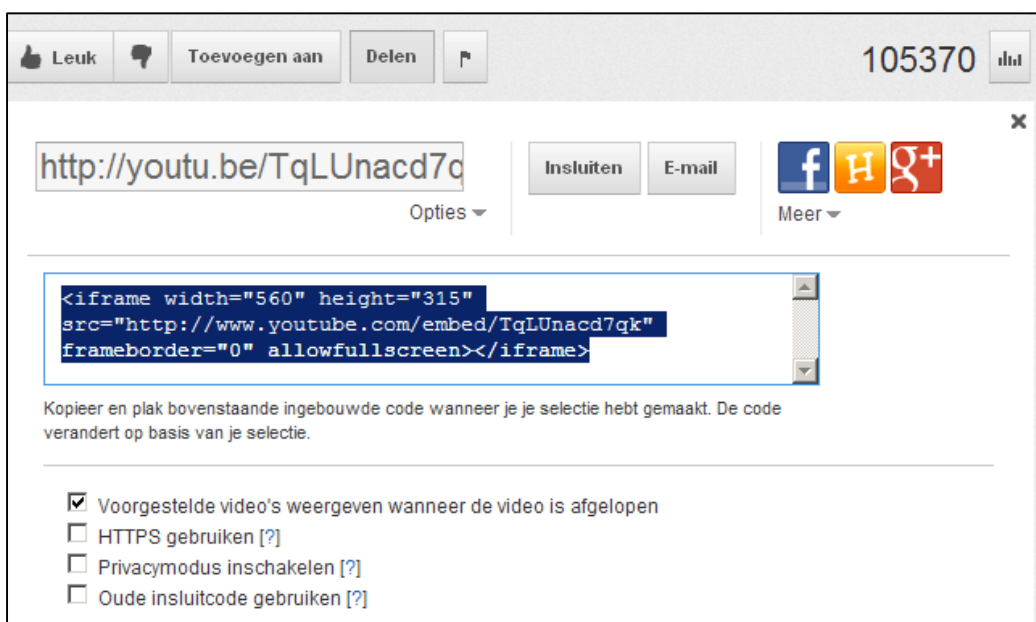 Leuk Toevoegen aan Delen 105370
http://youtu.be/TqLUnacd7q Insluiten E-mail f H g+
Opties Meer
<iframe width="560" height="315"
src="http://www.youtube.com/embed/TqLUnacd7qk"
frameborder="0" allowfullscreen></iframe>
Kopieer en plak bovenstaande ingebouwde code wanneer je je selectie hebt gemaakt. De code
verandert op basis van je selectie.
Voorgestelde video's weergeven wanneer de video is afgelopen
HTTPS gebruiken [?]
Privacymodus inschakelen [?]
Oude insluitcode gebruiken [?]